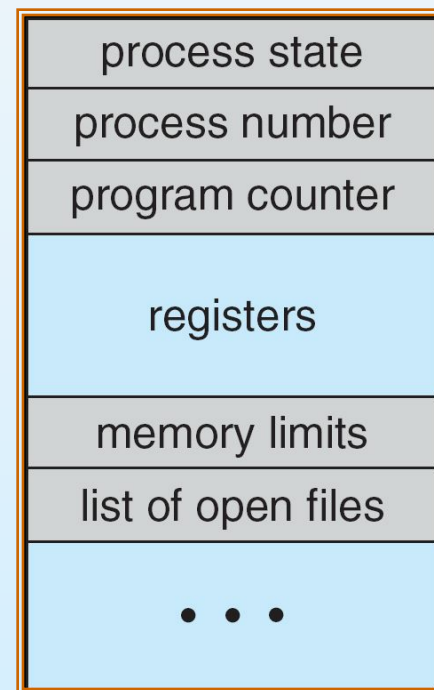 process state
process number
program counter
registers
memory limits
list of open files
• • •